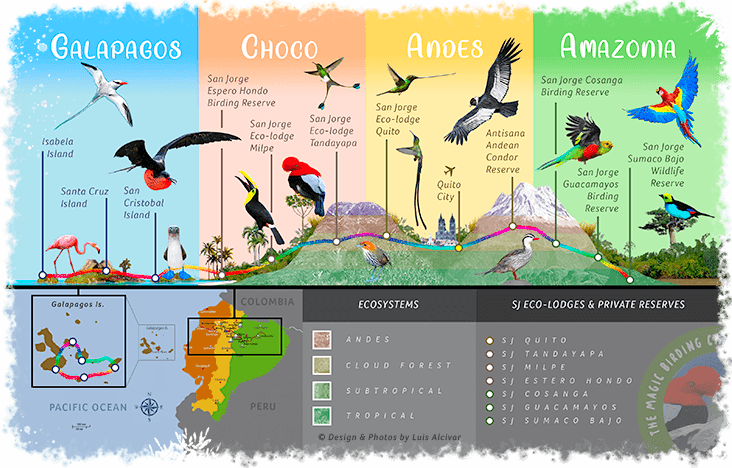 GALAPAGOS
CHOCO
ANDES
AMAZONIA
San Jorge
Espero Hondo
Birding Reserve
San Jorge
Eco-lodge
Milpe
San Jorge
Eco-lodge
Tandayapa
San Jorge
Eco-lodge
Quito
Quito
City
Antisana
Andean
Condor
Reserve
San Jorge Cosanga
Birding Reserve
San Jorge
Guacamayos
Birding
Reserve
San Jorge
Sumaco Bajo
Wildlife
Reserve
Isabela
Island
Santa Cruz
Island
San
Cristobal
Island
Galapagos Is.
COLOMBIA
PERU
PACIFIC OCEAN
ECOSYSTEMS
ANDES
CLOUD FOREST
SUBTROPICAL
TROPICAL
© Design & Photos by Luis Alcivar
SJ ECO-LODGES & PRIVATE RESERVES
SJ QUITO
SJ TANDAYAPA
SJ MILPE
SJ ESTERO HONDO
SJ COSANGA
SJ GUACAMAYOS
SJ SUMACO BAJO
THE MAGIC BIRDING